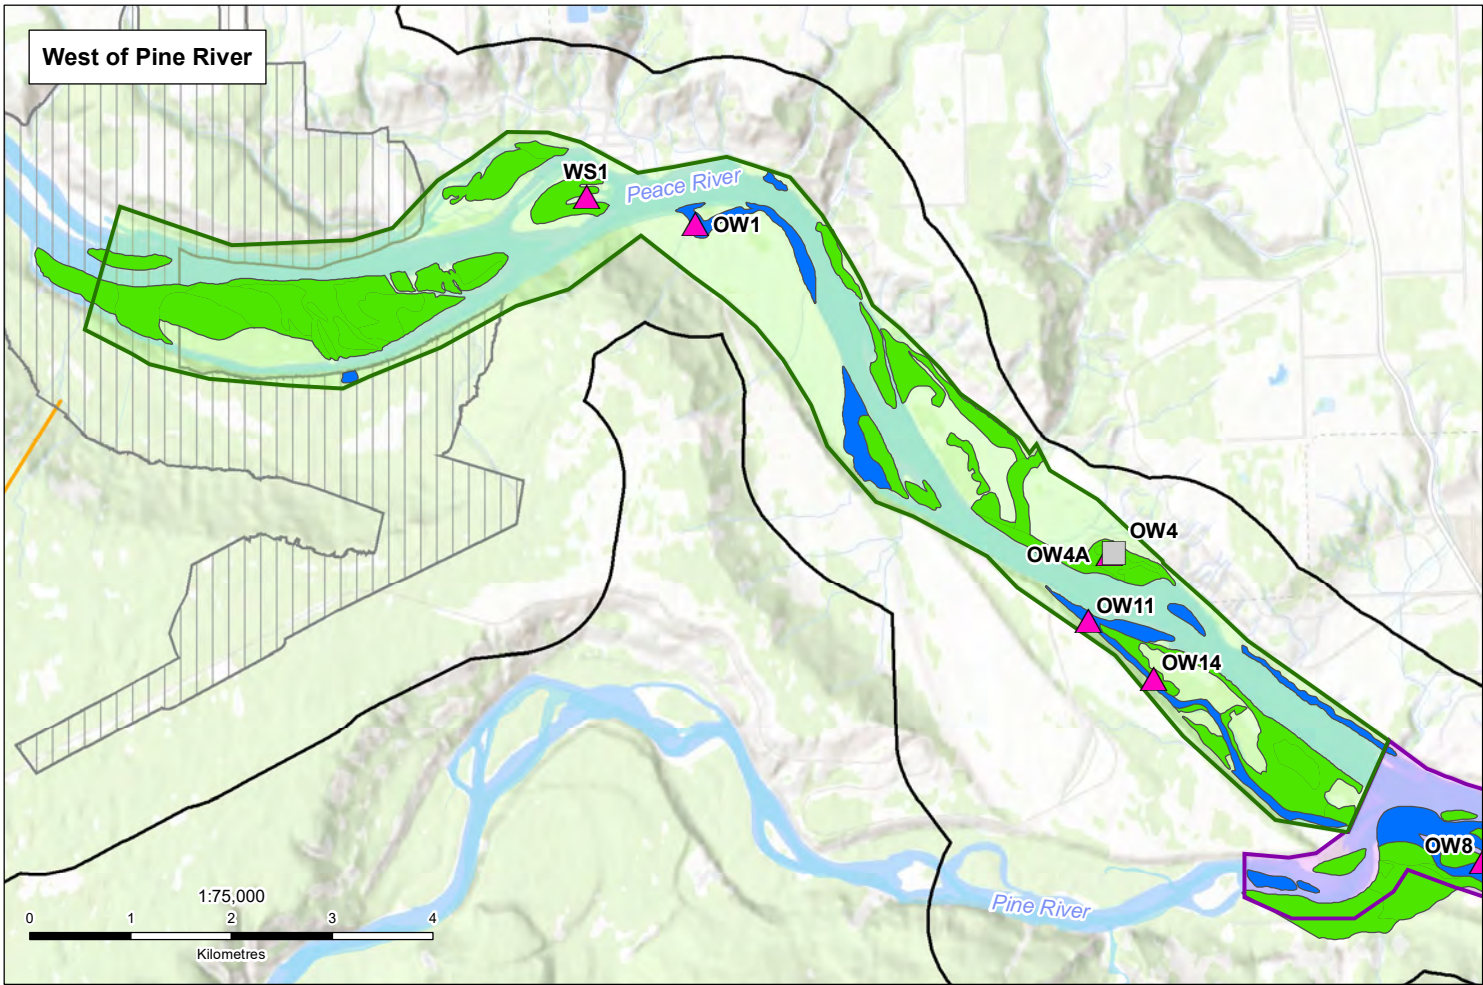 West of Pine River
WS1
Peace River
OW1
OW4
OW4A
OW11
OW14
OW8
Pine River
1:75,000
0 1 2 3 4
Kilometres